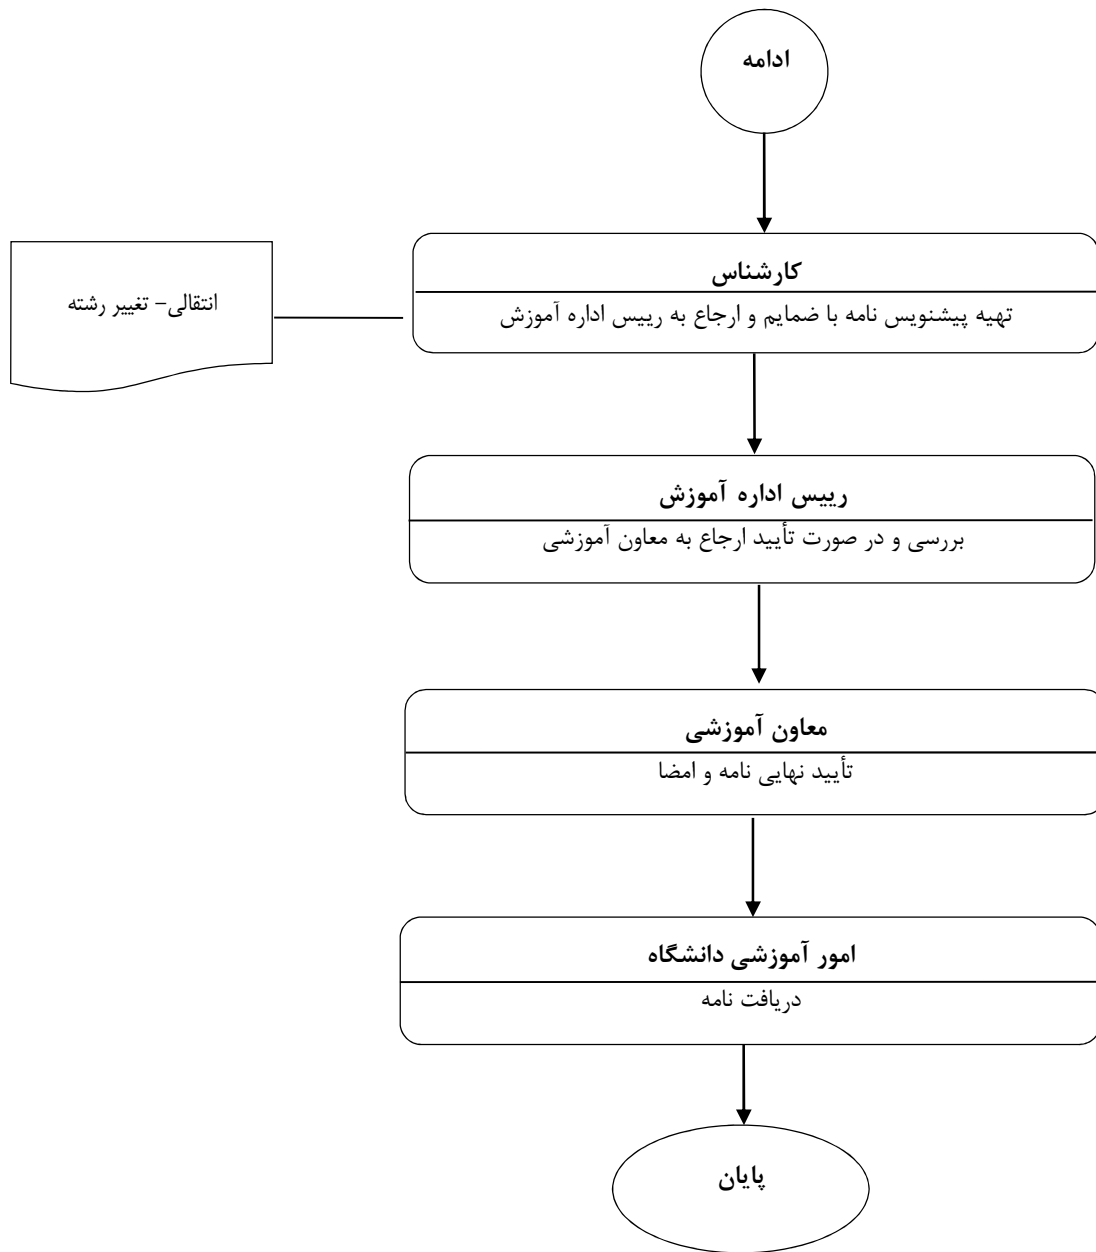 ادامه
کارشناس
تهیه پیشنویس نامه با ضمایم و ارجاع به رییس اداره آموزش
انتقالی- تغییر رشته
رییس اداره آموزش
بررسی و در صورت تأیید ارجاع به معاون آموزشی
معاون آموزشی
تأیید نهایی نامه و امضا
امور آموزشی دانشگاه
دریافت نامه
پایان